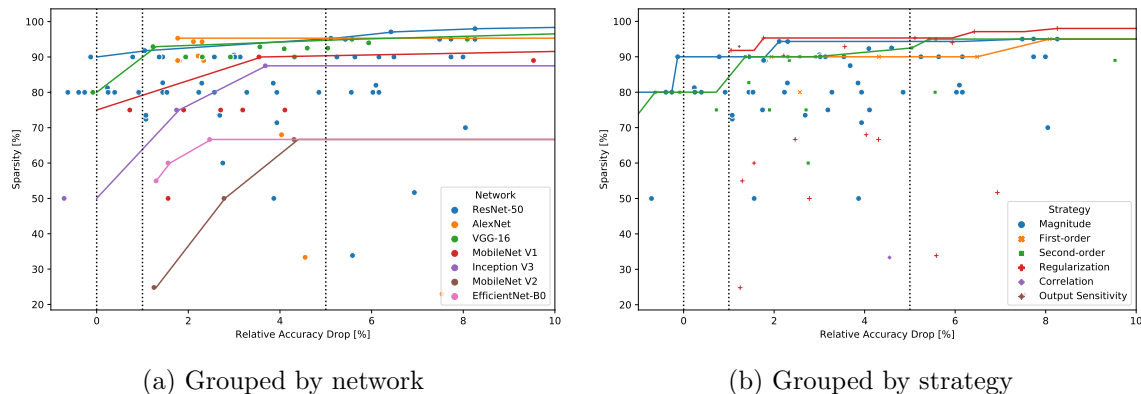 100
90
80
70
60
50
40
30
20
Sparsity [%]
0
2
4
6
8
10
Relative Accuracy Drop [%]
Network
ResNet-50
AlexNet
VGG-16
MobileNet V1
Inception V3
MobileNet V2
EfficientNet-B0
(a) Grouped by network
100
90
80
70
60
50
40
30
20
Sparsity [%]
0
2
4
6
8
10
Relative Accuracy Drop [%]
Strategy
Magnitude
First-order
Second-order
Regularization
Correlation
Output Sensitivity
(b) Grouped by strategy